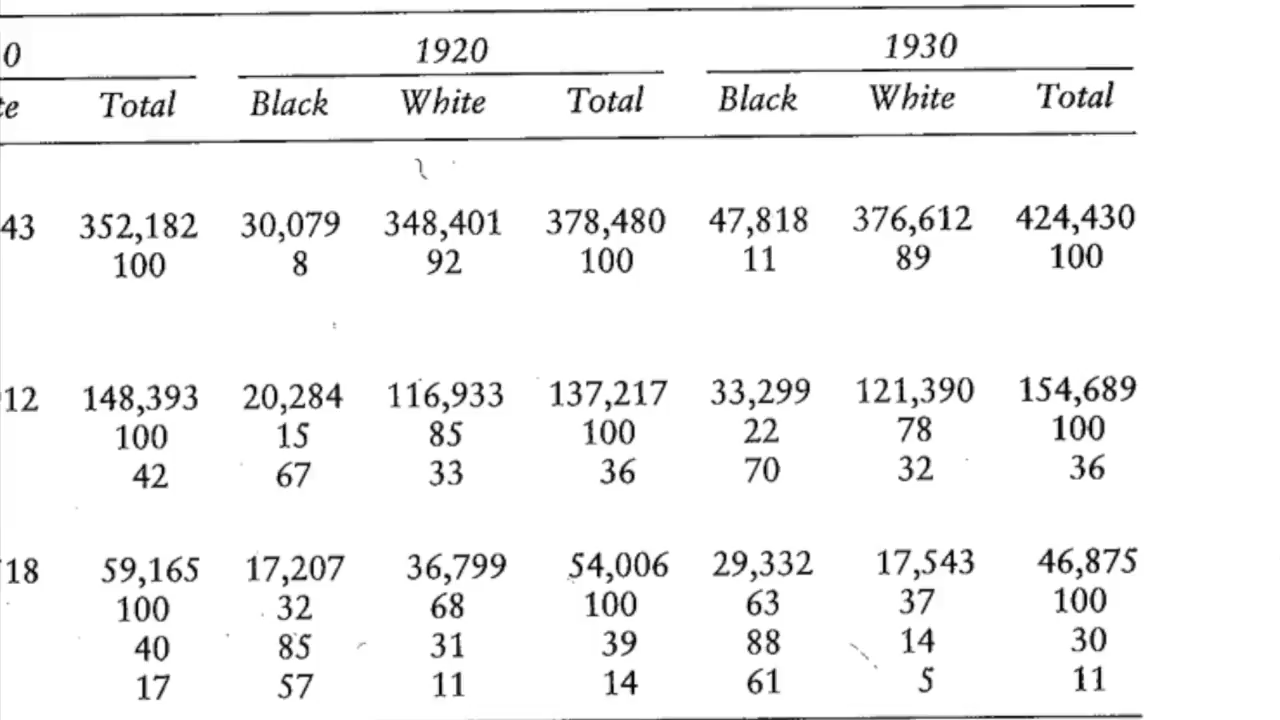 0 1920 1930
te Total Black White Total Black White Total
43 352,182 30,079 348,401 378,480 47,818 376,612 424,430
100 8 92 100 11 89 100
12 148,393 20,284 116,933 137,217 33,299 121,390 154,689
100 15 85 100 22 78 100
42 67 33 36 70 32 36
18 59,165 17,207 36,799 54,006 29,332 17,543 46,875
100 32 68 100 63 37 100
40 85 31 39 88 14 30
17 57 11 14 61 5 11